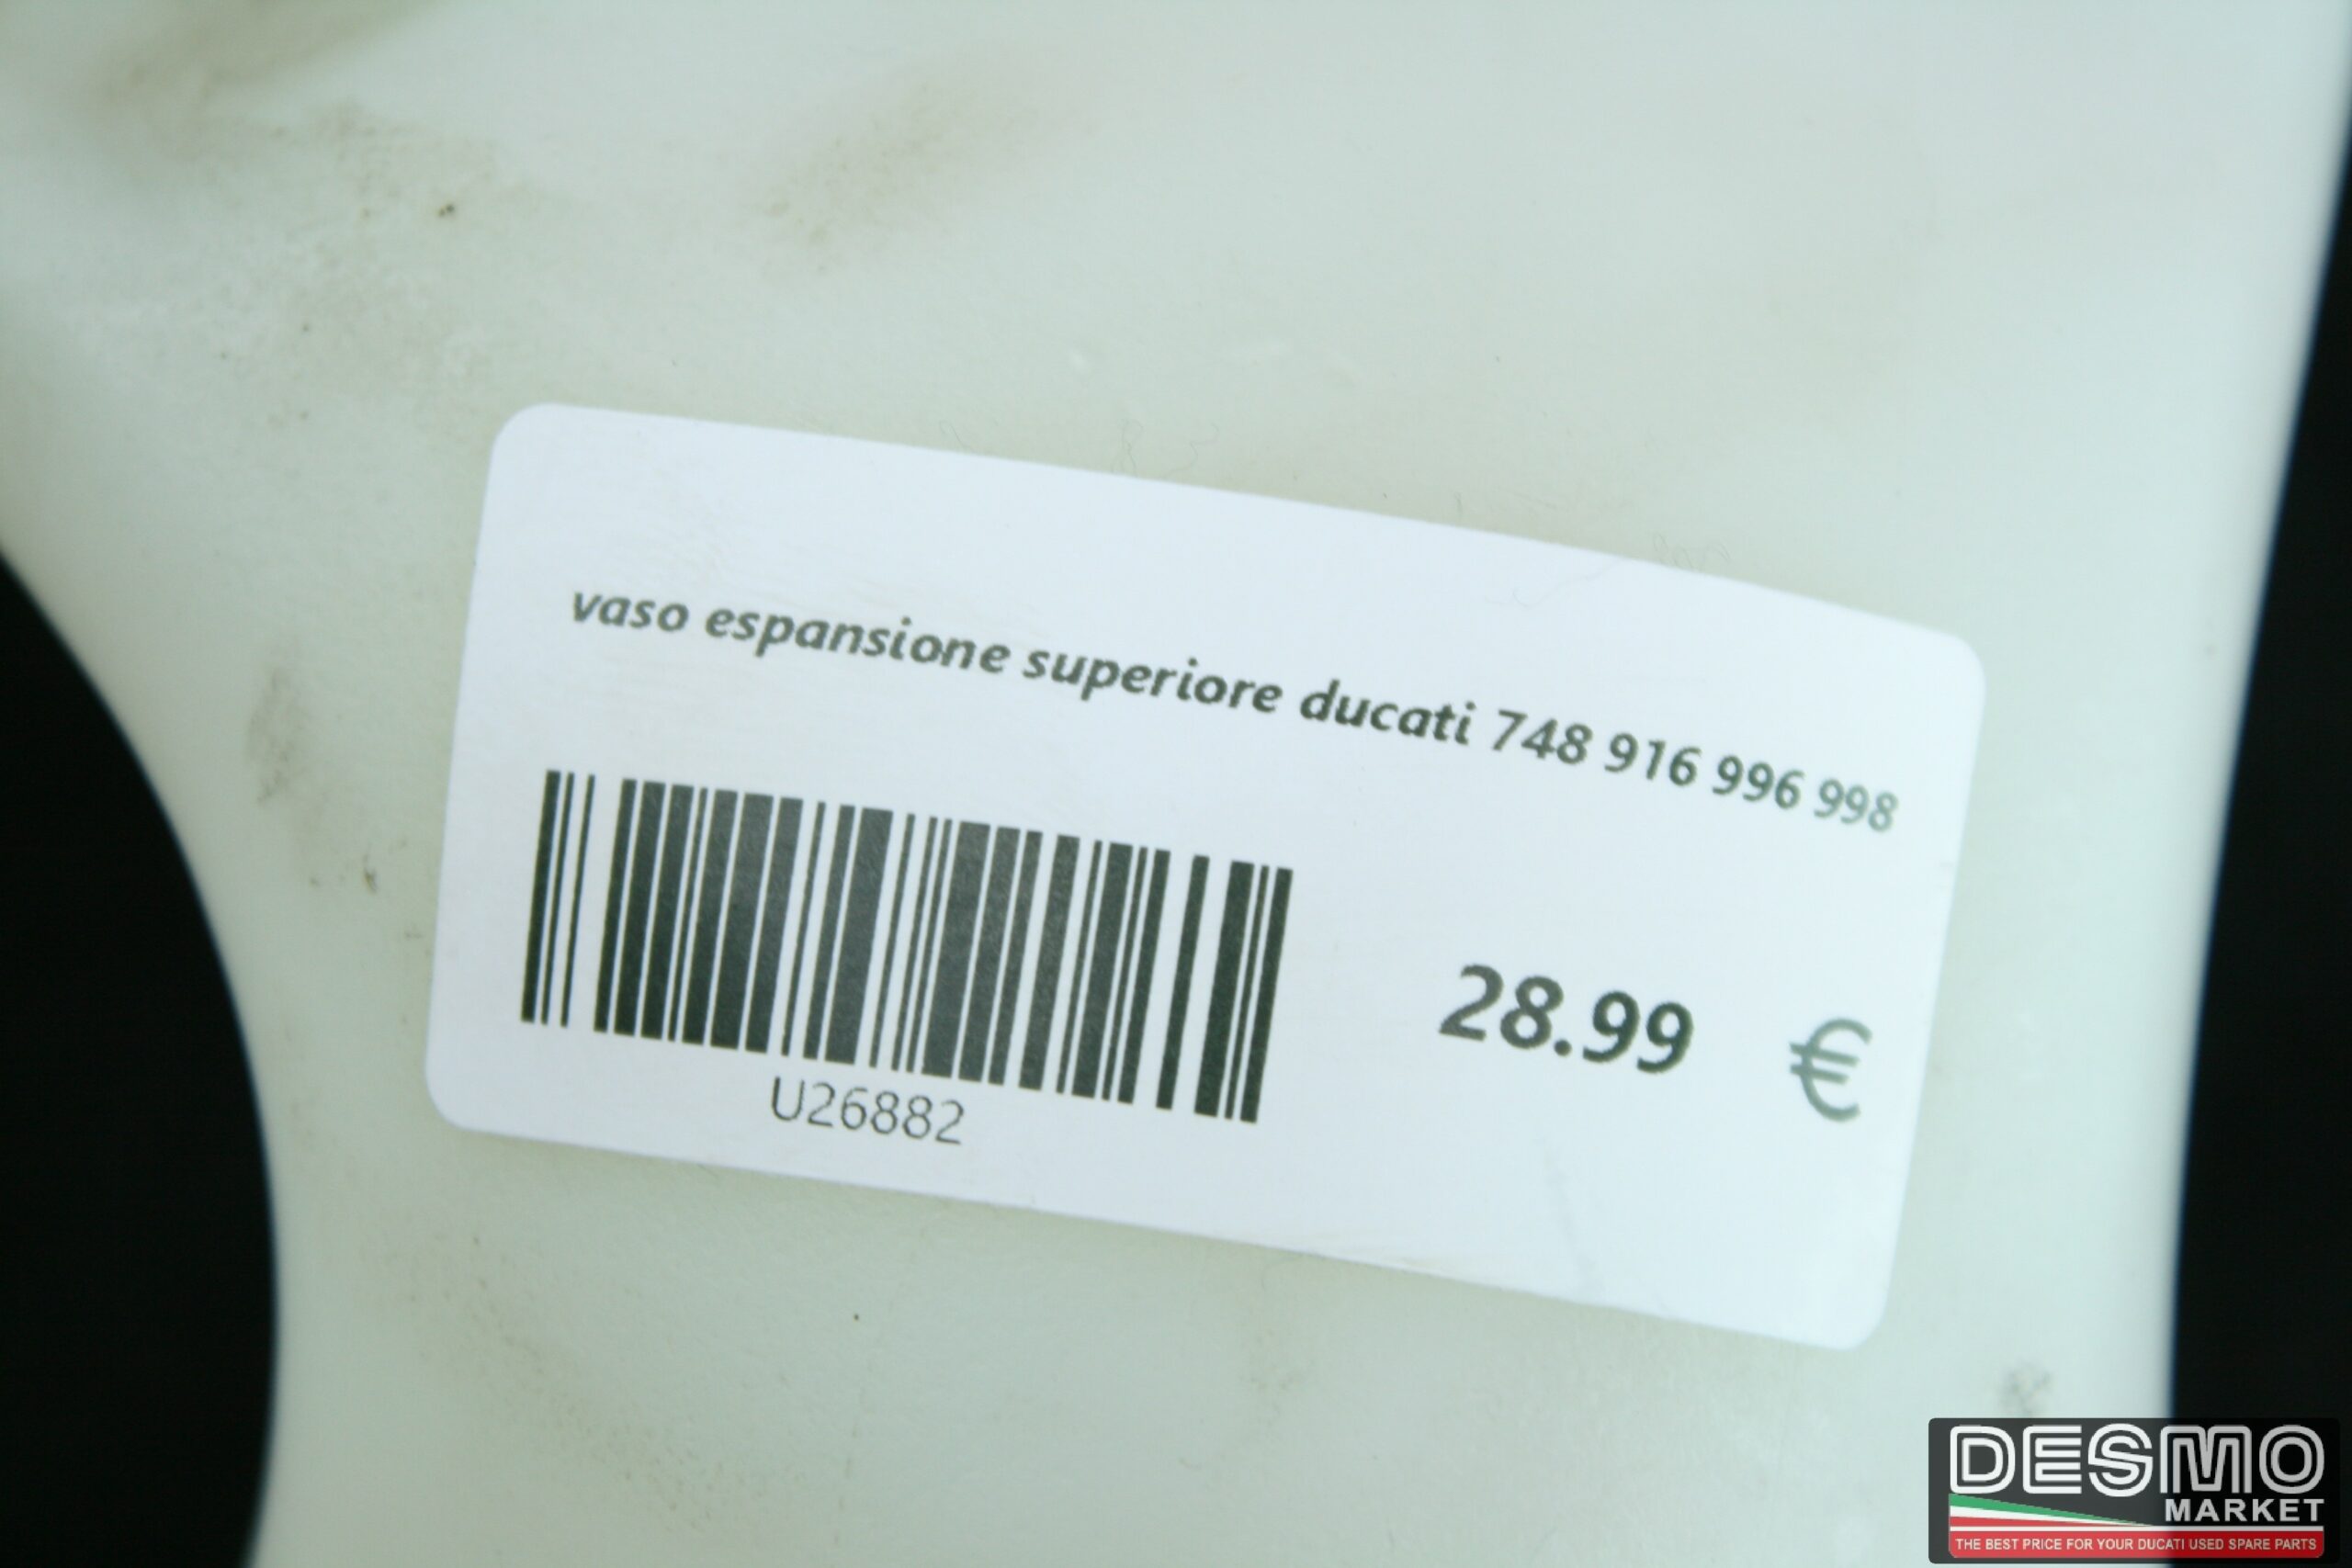 vaso espansione superiore ducati 748 916 996 998
28.99 €
U26882
DESMO
MARKET
THE BEST PRICE FOR YOUR DUCATI USED SPARE PARTS